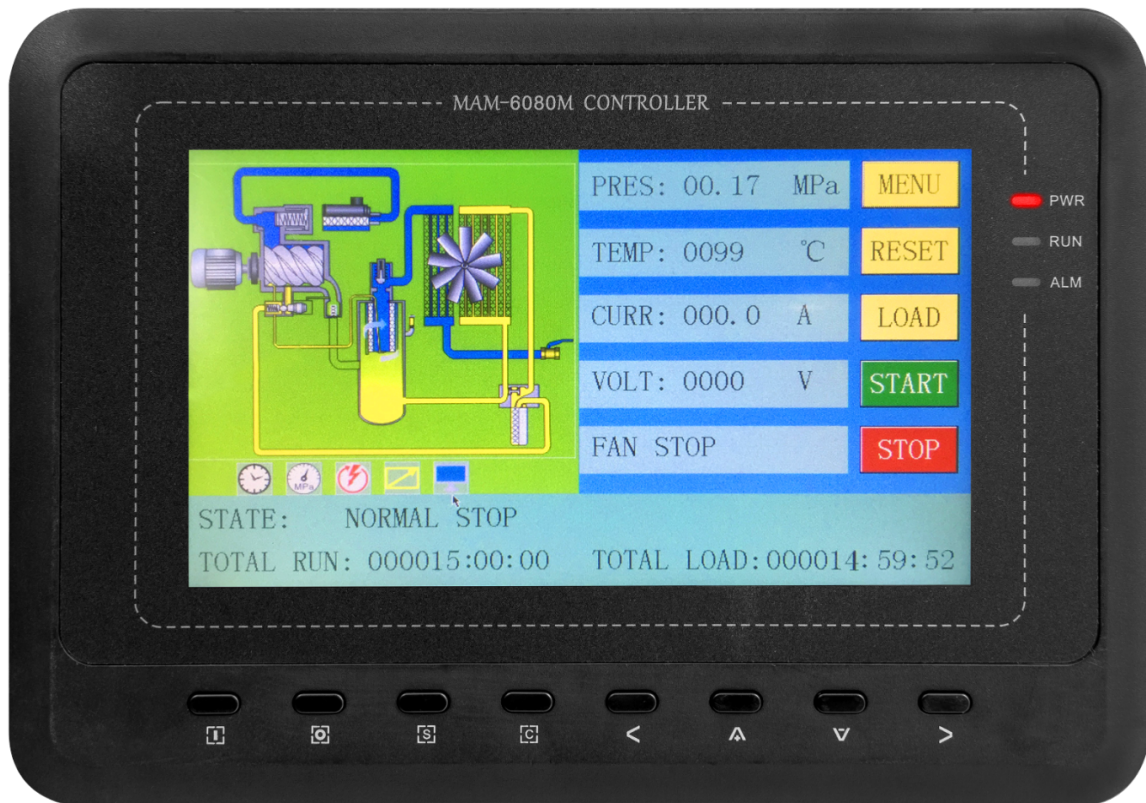 MAM-6080M CONTROLLER
PRES: 00.17 MPa MENU
TEMP: 0099 ℃ RESET
CURR: 000.0 A LOAD
VOLT: 0000 V START
FAN STOP STOP
MPa
STATE: NORMAL STOP
TOTAL RUN: 000015:00:00 TOTAL LOAD:000014:59:52
PWR
RUN
ALM
I O S C < ∧ ∨ >